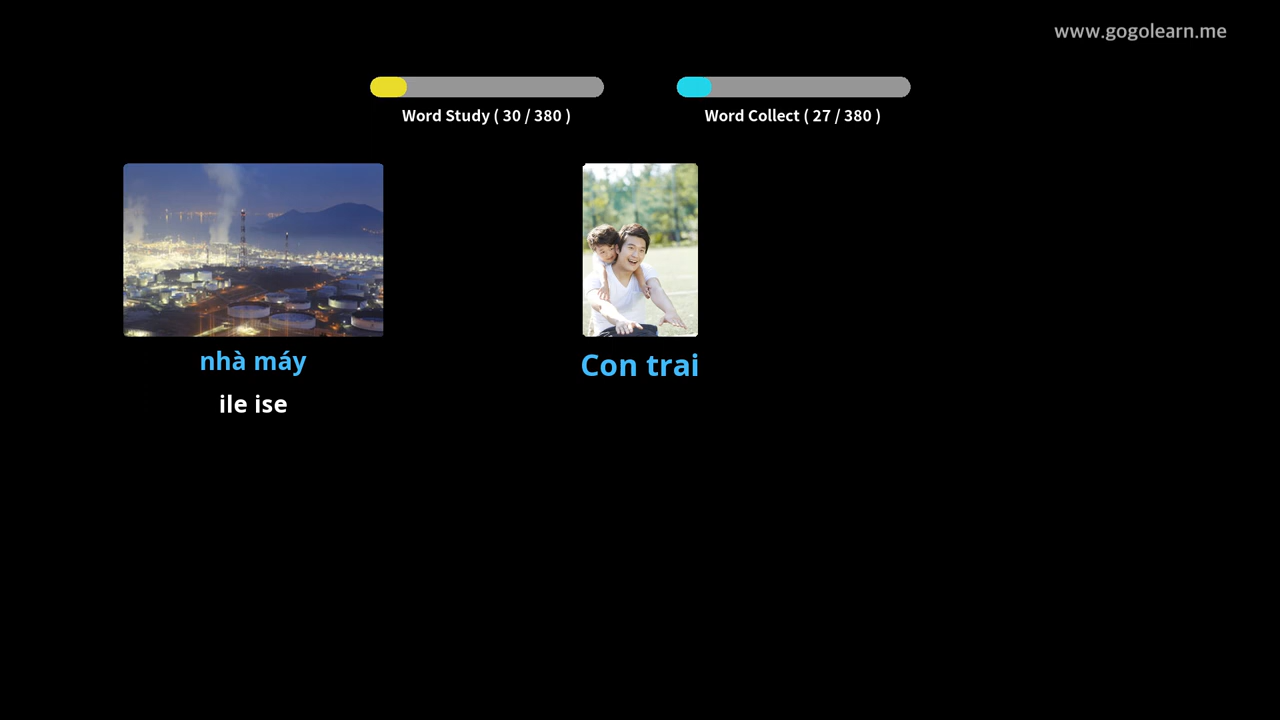 www.gogolearn.me
Word Study ( 30 / 380 )
Word Collect ( 27 / 380 )
nhà máy
ile ise
Con trai